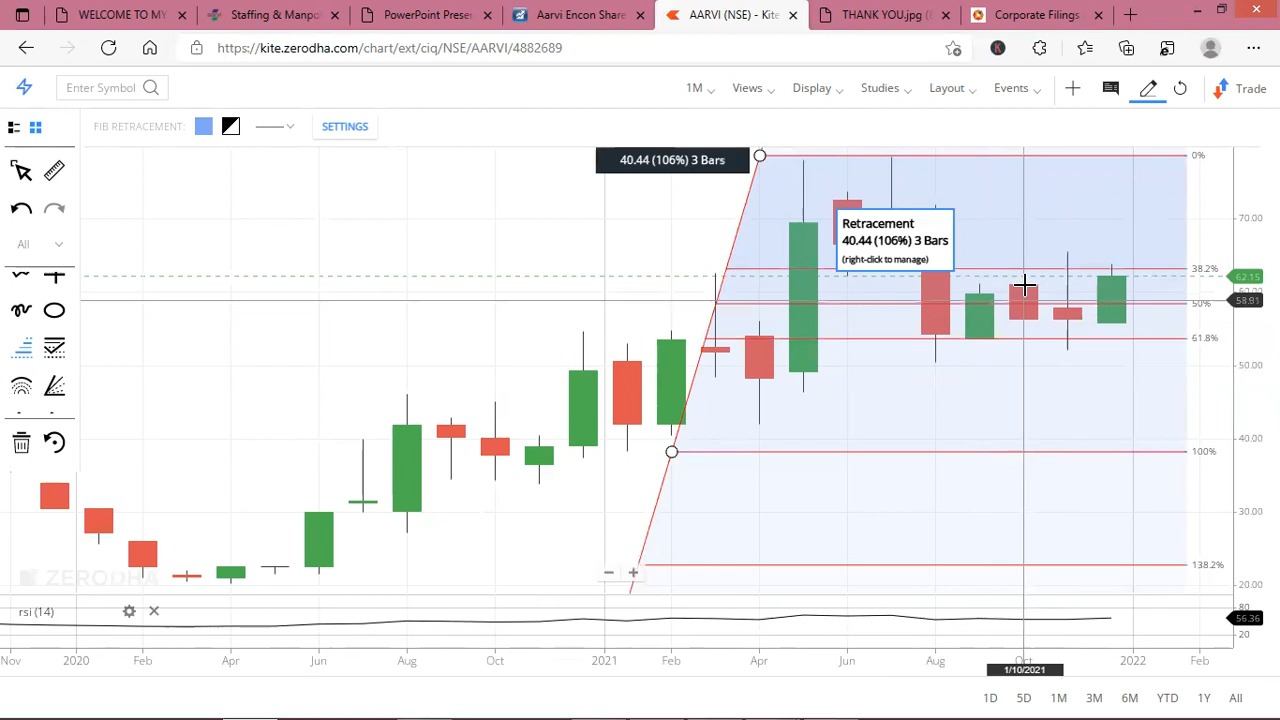 WELCOME TO MY
Staffing & Manpo
PowerPoint Prese
Aarvi Encon Share
AARVI (NSE) - Kite
THANK YOU.jpg (
Corporate Filings
https://kite.zerodha.com/chart/ext/ciq/NSE/AARVI/4882689
Enter Symbol
1M
Views
Display
Studies
Layout
Events
Trade
FIB RETRACEMENT:
SETTINGS
40.44 (106%) 3 Bars
0%
70.00
Retracement
40.44 (106%) 3 Bars
(right-click to manage)
All
38.2%
62.15
58.91
50%
61.8%
50.00
40.00
100%
30.00
138.2%
20.00
ZERODHA
rsi (14)
80
56.36
20
Nov 2020 Feb Apr Jun Aug Oct 2021 Feb Apr Jun Aug Oct 2022 Feb
1/10/2021
1D 5D 1M 3M 6M YTD 1Y All